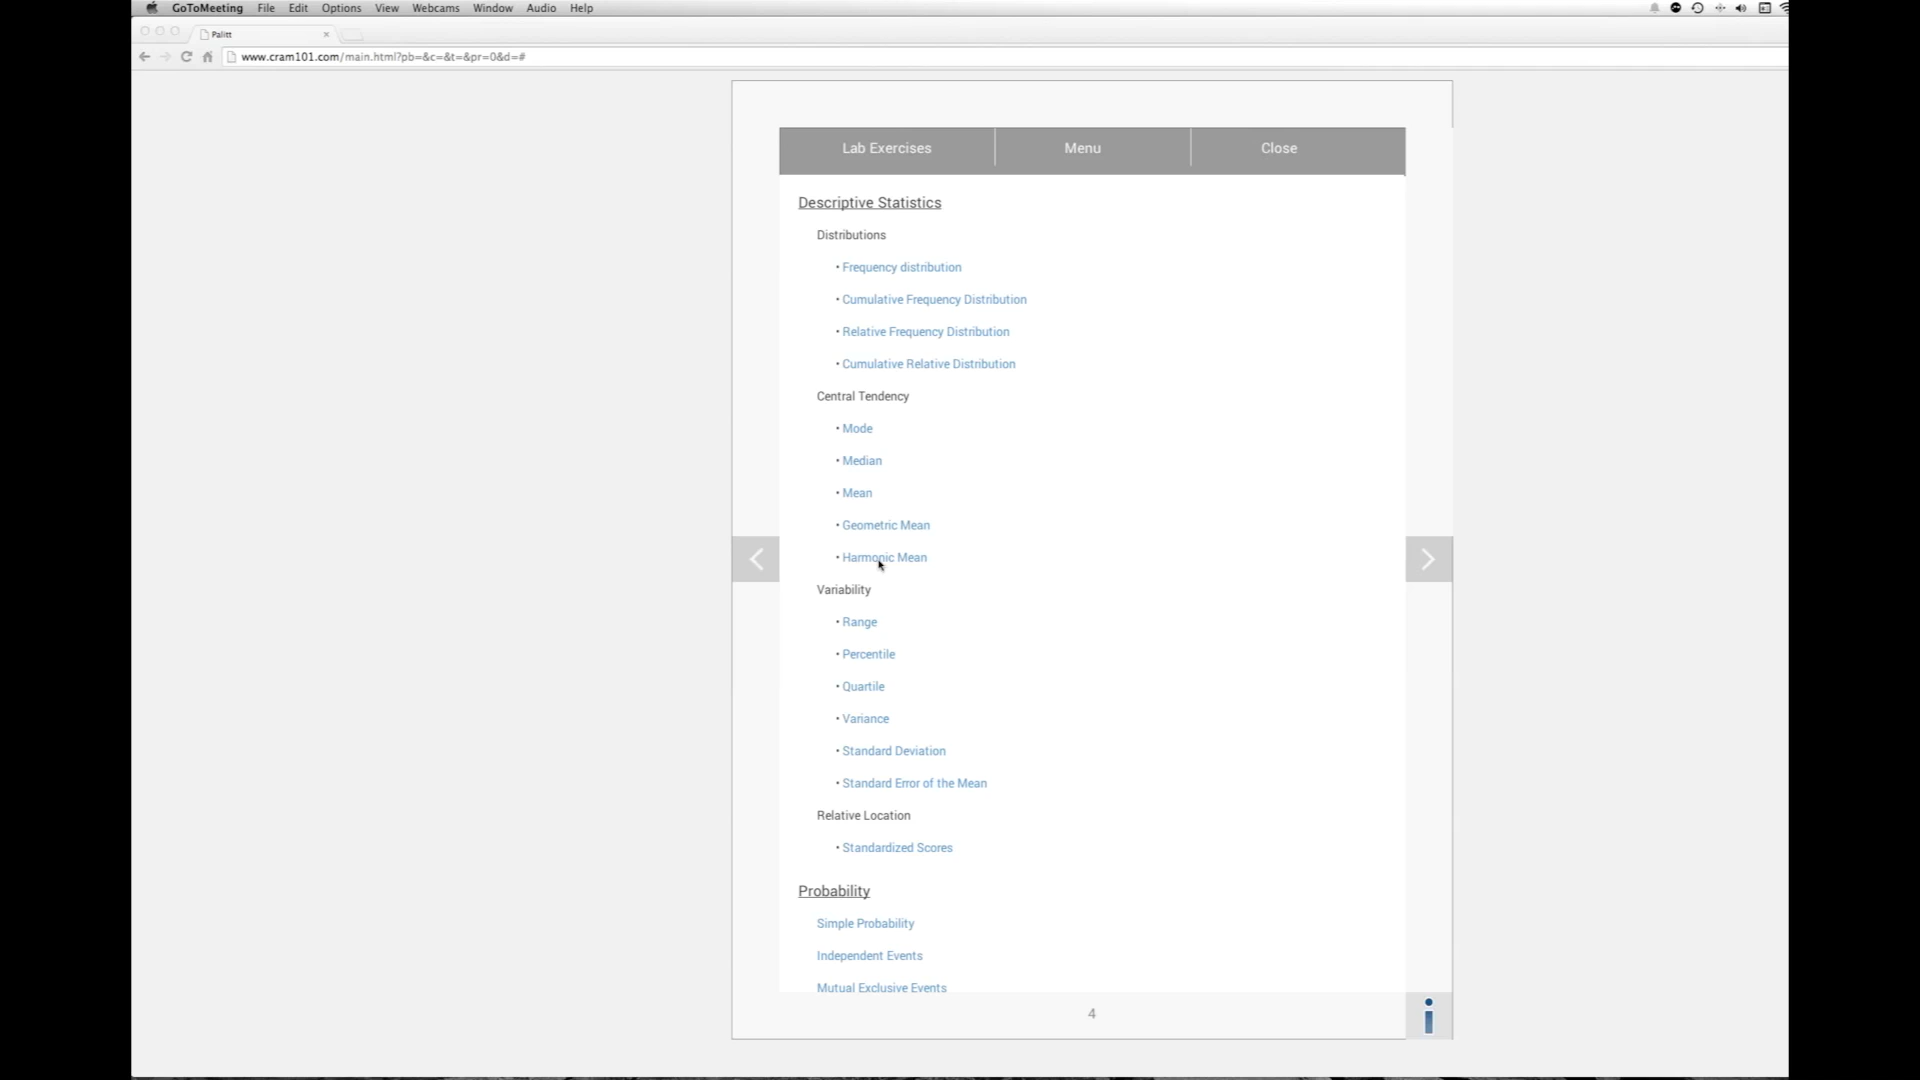 GoToMeeting File Edit Options View Webcams Window Audio Help
Palitt
www.cram101.com/main.html?pb=&c=&t=&pr=0&d=#
Lab Exercises Menu Close
Descriptive Statistics
Distributions
• Frequency distribution
• Cumulative Frequency Distribution
• Relative Frequency Distribution
• Cumulative Relative Distribution
Central Tendency
• Mode
• Median
• Mean
• Geometric Mean
• Harmonic Mean
Variability
• Range
• Percentile
• Quartile
• Variance
• Standard Deviation
• Standard Error of the Mean
Relative Location
• Standardized Scores
Probability
Simple Probability
Independent Events
Mutual Exclusive Events
4
i